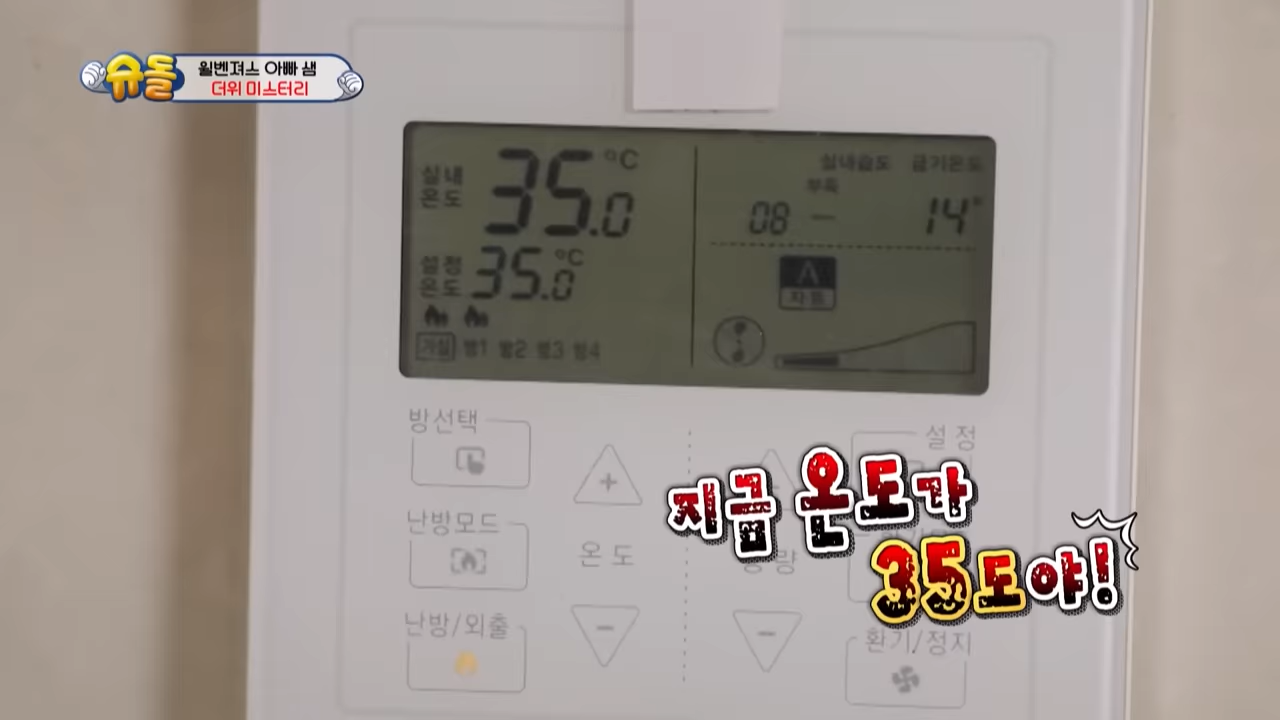 슈돌
윌벤져스 아빠 샘
더위 미스터리
실내 온도 35.0 °C
설정 온도 35.0 °C
실내습도 급기온도
부족
08 — 14°
A
자동
거실 방1 방2 방3 방4
방선택
설정
+
온도
난방모드
난방/외출
환기/정지
지금 온도가
35도야!